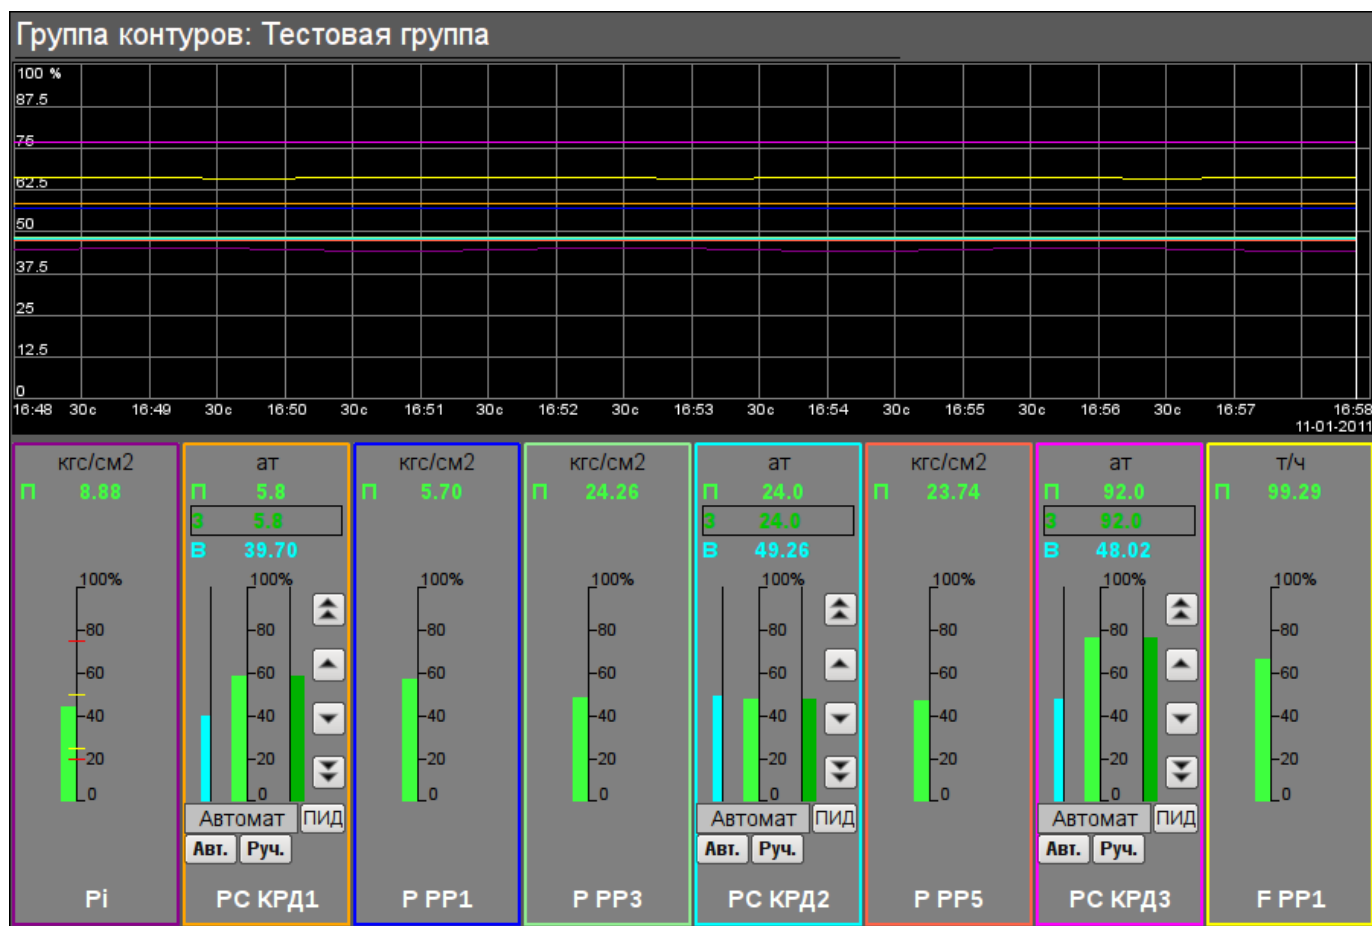 Группа контуров: Тестовая группа
100 %
87.5
75
62.5
50
37.5
25
12.5
0
16:48 30с 16:49 30с 16:50 30с 16:51 30с 16:52 30с 16:53 30с 16:54 30с 16:55 30с 16:56 30с 16:57 16:58
11-01-2011
кгс/см2 ат кгс/см2 кгс/см2 ат кгс/см2 ат т/ч
П 8.88 П 5.8 П 5.70 П 24.26 П 24.0 П 23.74 П 92.0 П 99.29
З 5.8 З 24.0 З 92.0
В 39.70 В 49.26 В 48.02
100% 100% 100% 100% 100% 100% 100% 100%
80 80 80 80 80 80 80 80
60 60 60 60 60 60 60 60
40 40 40 40 40 40 40 40
20 20 20 20 20 20 20 20
0 0 0 0 0 0 0 0
Автомат ПИД Автомат ПИД Автомат ПИД
Авт. Руч. Авт. Руч. Авт. Руч.
Pi РС КРД1 P PP1 P PP3 РС КРД2 P PP5 РС КРД3 F PP1